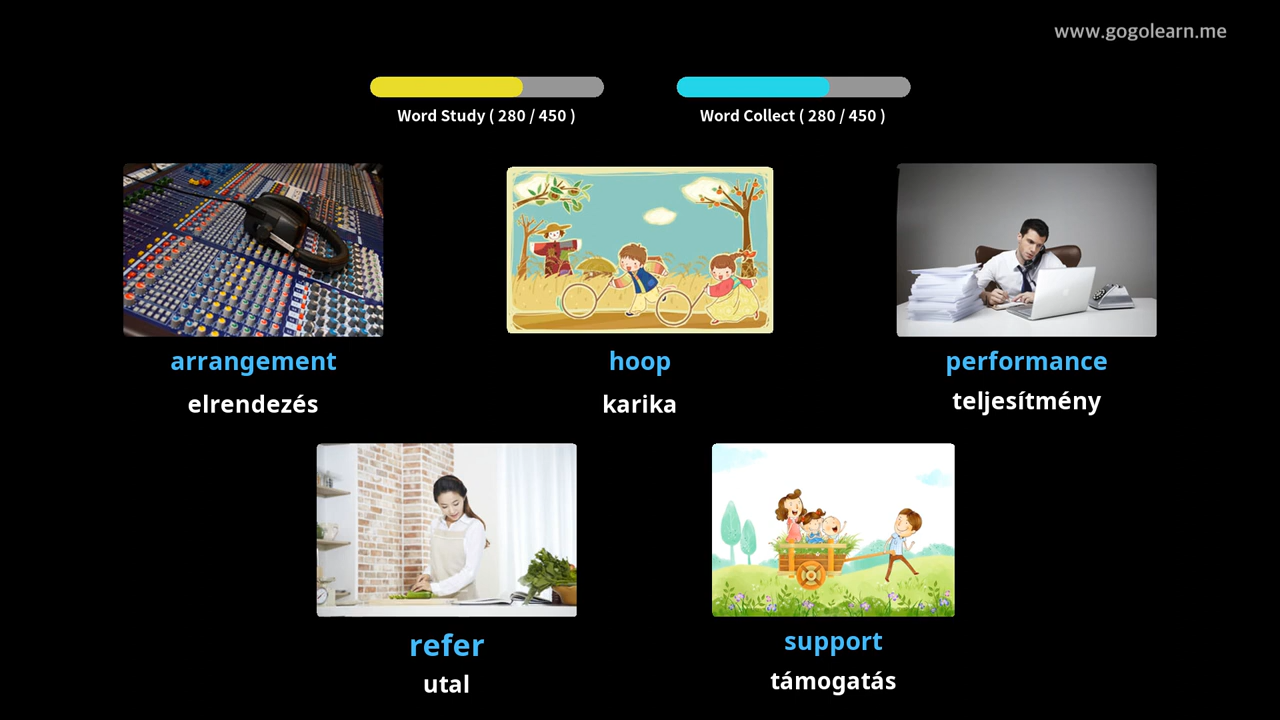 www.gogolearn.me
Word Study ( 280 / 450 )
Word Collect ( 280 / 450 )
arrangement
elrendezés
hoop
karika
performance
teljesítmény
refer
utal
support
támogatás